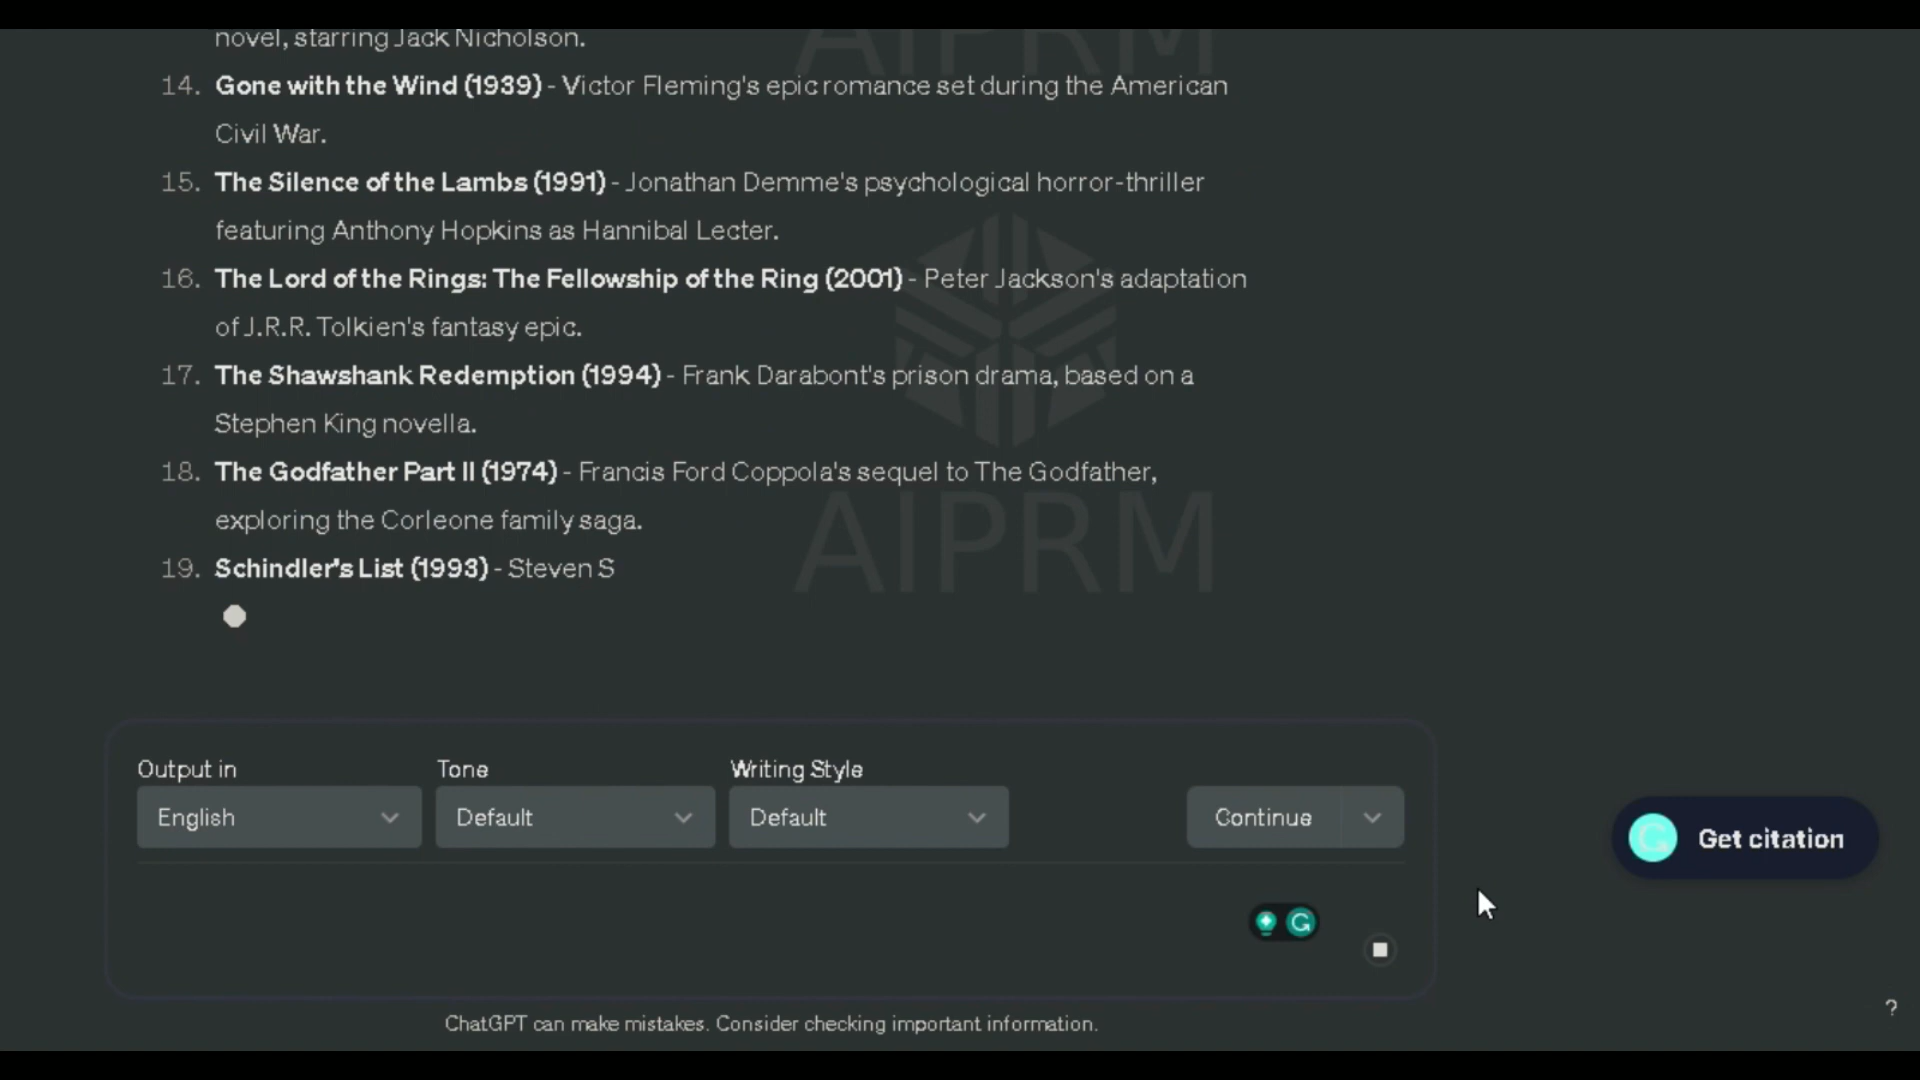 AIPRM
novel, starring Jack Nicholson.
14. Gone with the Wind (1939) - Victor Fleming's epic romance set during the American
Civil War.
15. The Silence of the Lambs (1991) - Jonathan Demme's psychological horror-thriller
featuring Anthony Hopkins as Hannibal Lecter.
16. The Lord of the Rings: The Fellowship of the Ring (2001) - Peter Jackson's adaptation
of J.R.R. Tolkien's fantasy epic.
17. The Shawshank Redemption (1994) - Frank Darabont's prison drama, based on a
Stephen King novella.
18. The Godfather Part II (1974) - Francis Ford Coppola's sequel to The Godfather,
exploring the Corleone family saga.
AIPRM
19. Schindler's List (1993) - Steven S
Output in Tone Writing Style
English Default Default Continue
Get citation
ChatGPT can make mistakes. Consider checking important information.
?